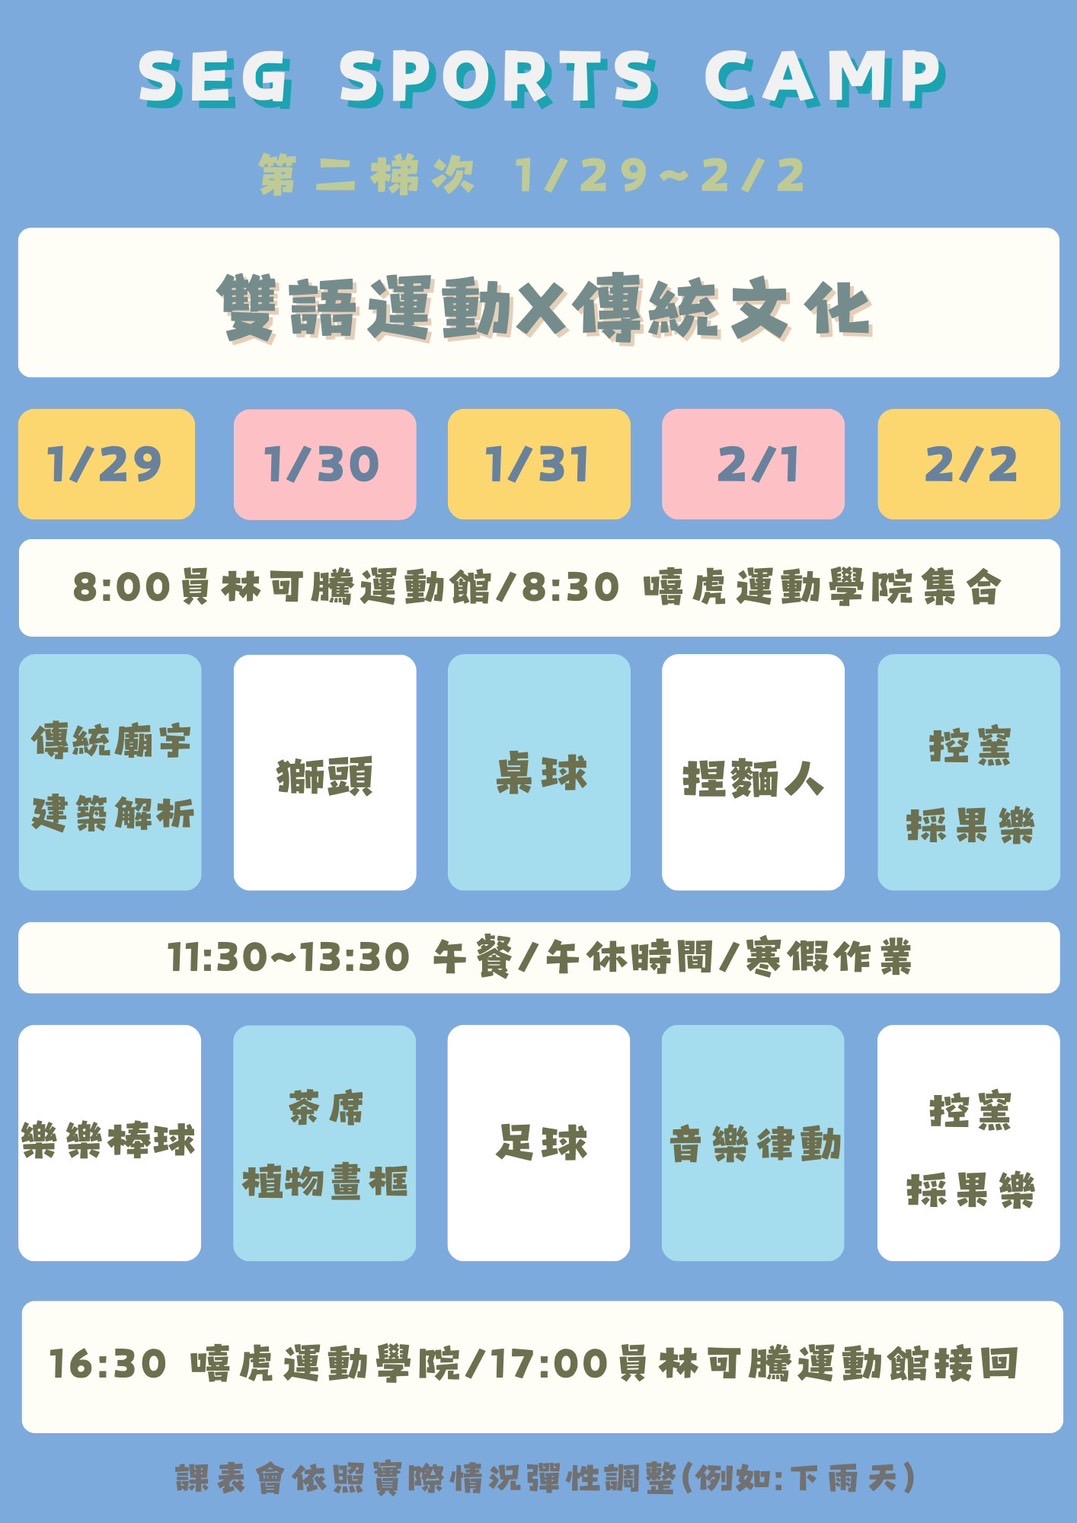 SEG SPORTS CAMP
第二梯次 1/29~2/2
雙語運動X傳統文化
1/29
1/30
1/31
2/1
2/2
8:00員林可騰運動館/8:30 嘻虎運動學院集合
傳統廟宇
建築解析
獅頭
桌球
捏麵人
控窯
採果樂
11:30~13:30 午餐/午休時間/寒假作業
樂樂棒球
茶席
植物畫框
足球
音樂律動
控窯
採果樂
16:30 嘻虎運動學院/17:00員林可騰運動館接回
課表會依照實際情況彈性調整(例如:下雨天)